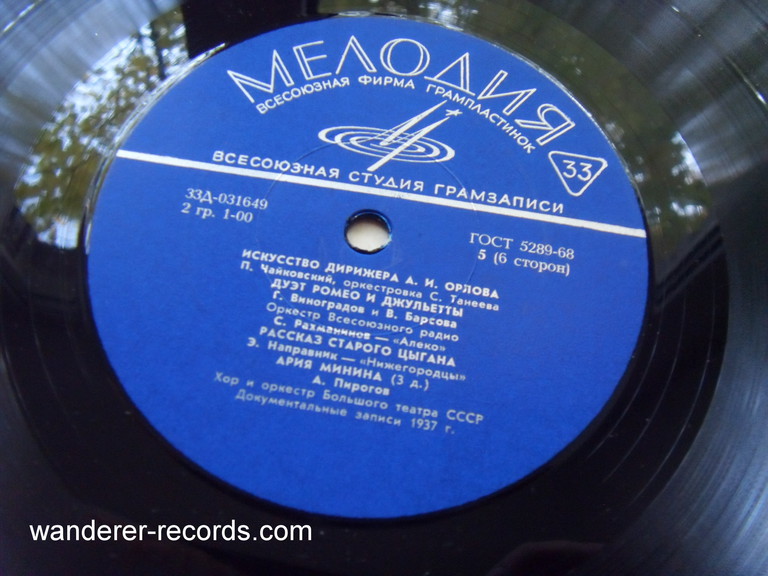 МЕЛОДИЯ
ВСЕСОЮЗНАЯ ФИРМА ГРАМПЛАСТИНОК
33
ВСЕСОЮЗНАЯ СТУДИЯ ГРАМЗАПИСИ
33Д-031649
2 гр. 1-00
ГОСТ 5289-68
5 (6 сторон)
ИСКУССТВО ДИРИЖЕРА А. И. ОРЛОВА
П. Чайковский, оркестровка С. Танеева
ДУЭТ РОМЕО И ДЖУЛЬЕТТЫ
Г. Виноградов и В. Барсова
Оркестр Всесоюзного радио
С. Рахманинов — «Алеко»
РАССКАЗ СТАРОГО ЦЫГАНА
Э. Направник — «Нижегородцы»
АРИЯ МИНИНА (3 д.)
А. Пирогов
Хор и оркестр Большого театра СССР
Документальные записи 1937 г.
wanderer-records.com